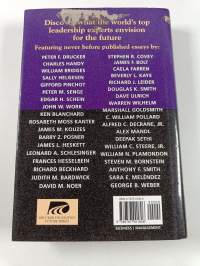 Disco   what the world's top
leadership experts envision
for the future
Featuring never before published essays by:
PETER F. DRUCKER
CHARLES HANDY
WILLIAM BRIDGES
SALLY HELGESEN
GIFFORD PINCHOT
PETER M. SENGE
EDGAR H. SCHEIN
JOHN W. WORK
KEN BLANCHARD
ROSABETH MOSS KANTER
JAMES M. KOUZES
BARRY Z. POSNER
JAMES L. HESKETT
LEONARD A. SCHLESINGER
FRANCES HESSELBEIN
RICHARD BECKHARD
JUDITH M. BARDWICK
DAVID M. NOER
STEPHEN R. COVEY
JAMES F. BOLT
CAELA FARREN
BEVERLY L. KAYE
RICHARD J. LEIDER
DOUGLAS K. SMITH
DAVE ULRICH
WARREN WILHELM
MARSHALL GOLDSMITH
C. WILLIAM POLLARD
ALFRED C. DECRANE, JR.
ALEX MANDL
DEEPAK SETHI
WILLIAM C. STEERE, JR.
WILLIAM N. PLAMONDON
STEVEN M. BORNSTEIN
ANTHONY F. SMITH
SARA E. MELÉNDEZ
GEORGE B. WEBER
BUSINESS / MANAGEMENT